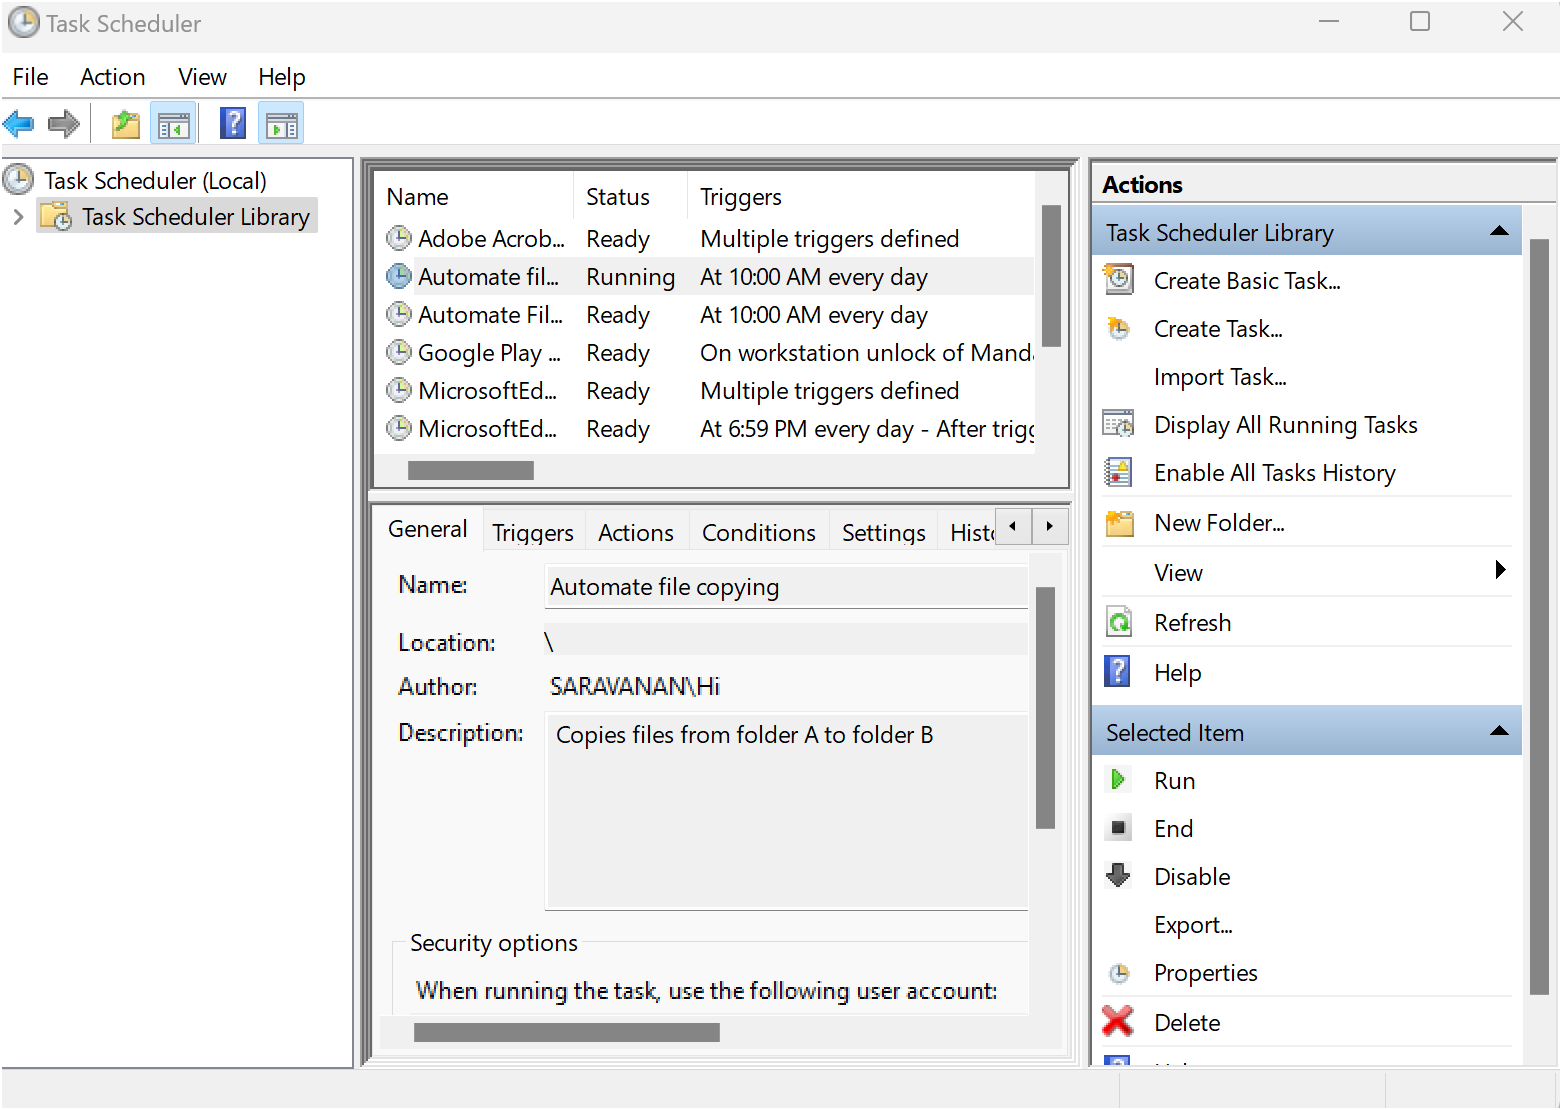 Task Scheduler
File Action View Help
Task Scheduler (Local)
Task Scheduler Library
Name Status Triggers
Adobe Acrob... Ready Multiple triggers defined
Automate fil... Running At 10:00 AM every day
Automate Fil... Ready At 10:00 AM every day
Google Play ... Ready On workstation unlock of Manda
MicrosoftEd... Ready Multiple triggers defined
MicrosoftEd... Ready At 6:59 PM every day - After trigg
General Triggers Actions Conditions Settings Histo
Name: Automate file copying
Location: \
Author: SARAVANAN\Hi
Description: Copies files from folder A to folder B
Security options
When running the task, use the following user account:
Actions
Task Scheduler Library
Create Basic Task...
Create Task...
Import Task...
Display All Running Tasks
Enable All Tasks History
New Folder...
View
Refresh
Help
Selected Item
Run
End
Disable
Export...
Properties
Delete